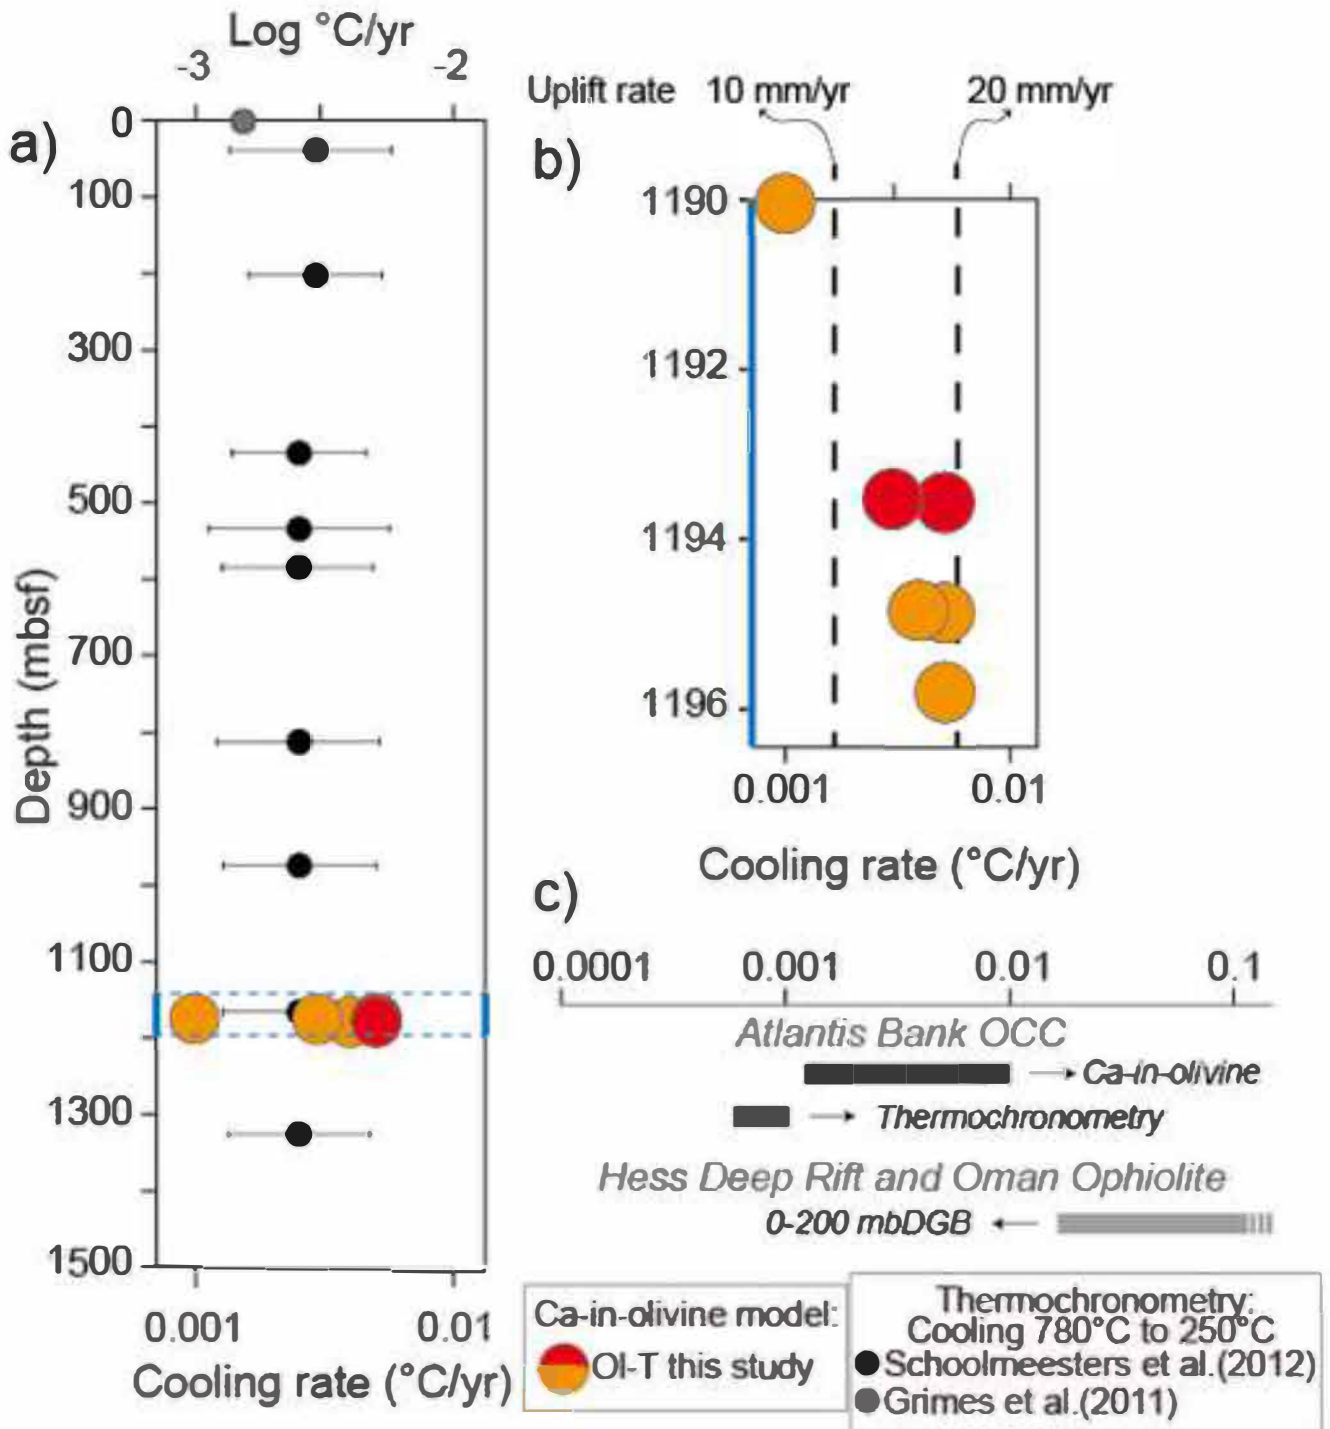 Log °C/yr
-3
-2
a)
0
100
300
500
700
900
1100
1300
1500
Depth (mbsf)
0.001
0.01
Cooling rate (°C/yr)
Uplift rate 10 mm/yr 20 mm/yr
b)
1190
1192
1194
1196
0.001
0.01
Cooling rate (°C/yr)
c)
0.0001 0.001 0.01 0.1
Atlantis Bank OCC
Ca-in-olivine
Thermochronometry
Hess Deep Rift and Oman Ophiolite
0-200 mbDGB
Ca-in-olivine model:
Ol-T this study
Thermochronometry:
Cooling 780°C to 250°C
Schoolmeesters et al.(2012)
Grimes et al.(2011)